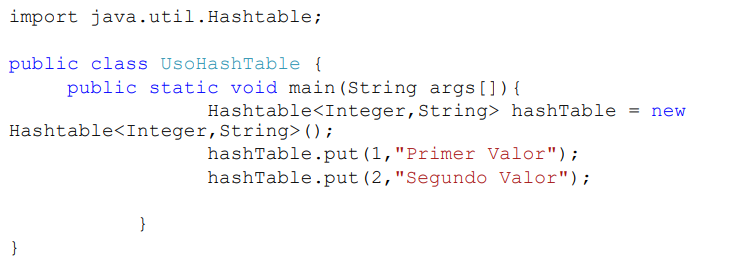 import java.util.Hashtable;
public class UsoHashTable {
public static void main(String args[]){
Hashtable<Integer,String> hashTable = new
Hashtable<Integer,String>();
hashTable.put(1,"Primer Valor");
hashTable.put(2,"Segundo Valor");
}
}